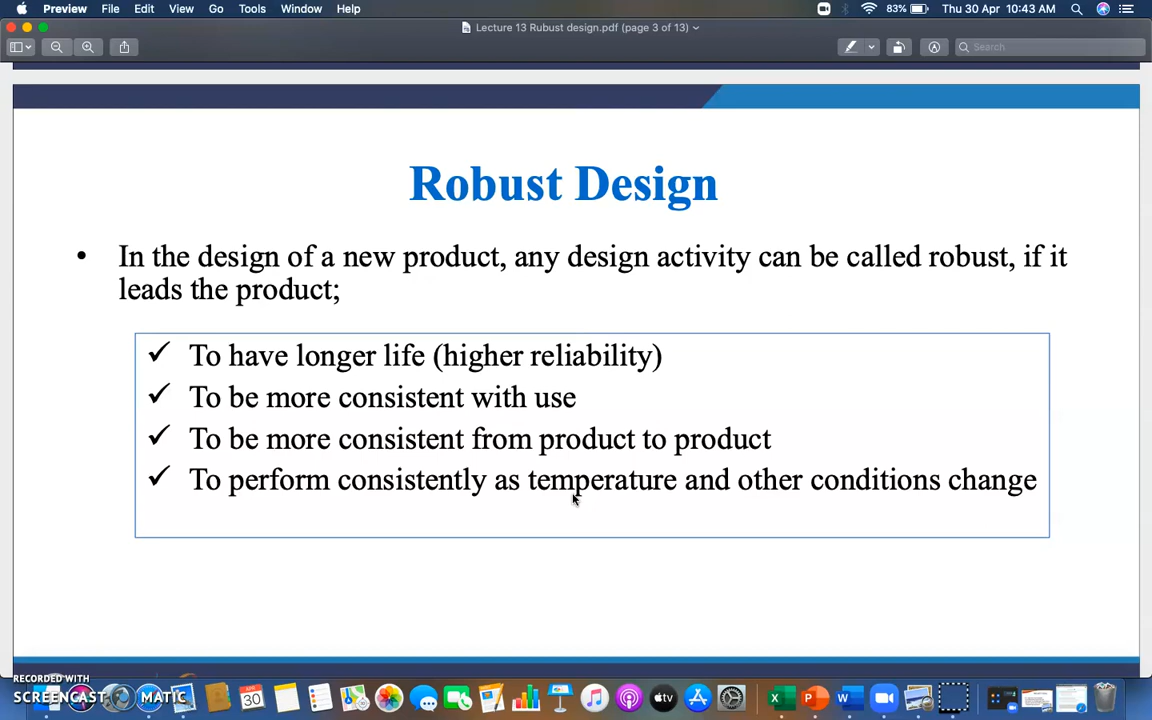 Preview File Edit View Go Tools Window Help 83% Thu 30 Apr 10:43 AM
Lecture 13 Rubust design.pdf (page 3 of 13)
Search
Robust Design
• In the design of a new product, any design activity can be called robust, if it
leads the product;
✓ To have longer life (higher reliability)
✓ To be more consistent with use
✓ To be more consistent from product to product
✓ To perform consistently as temperature and other conditions change
RECORDED WITH
SCREENCAST MATIC
APR
30
tv
X P W